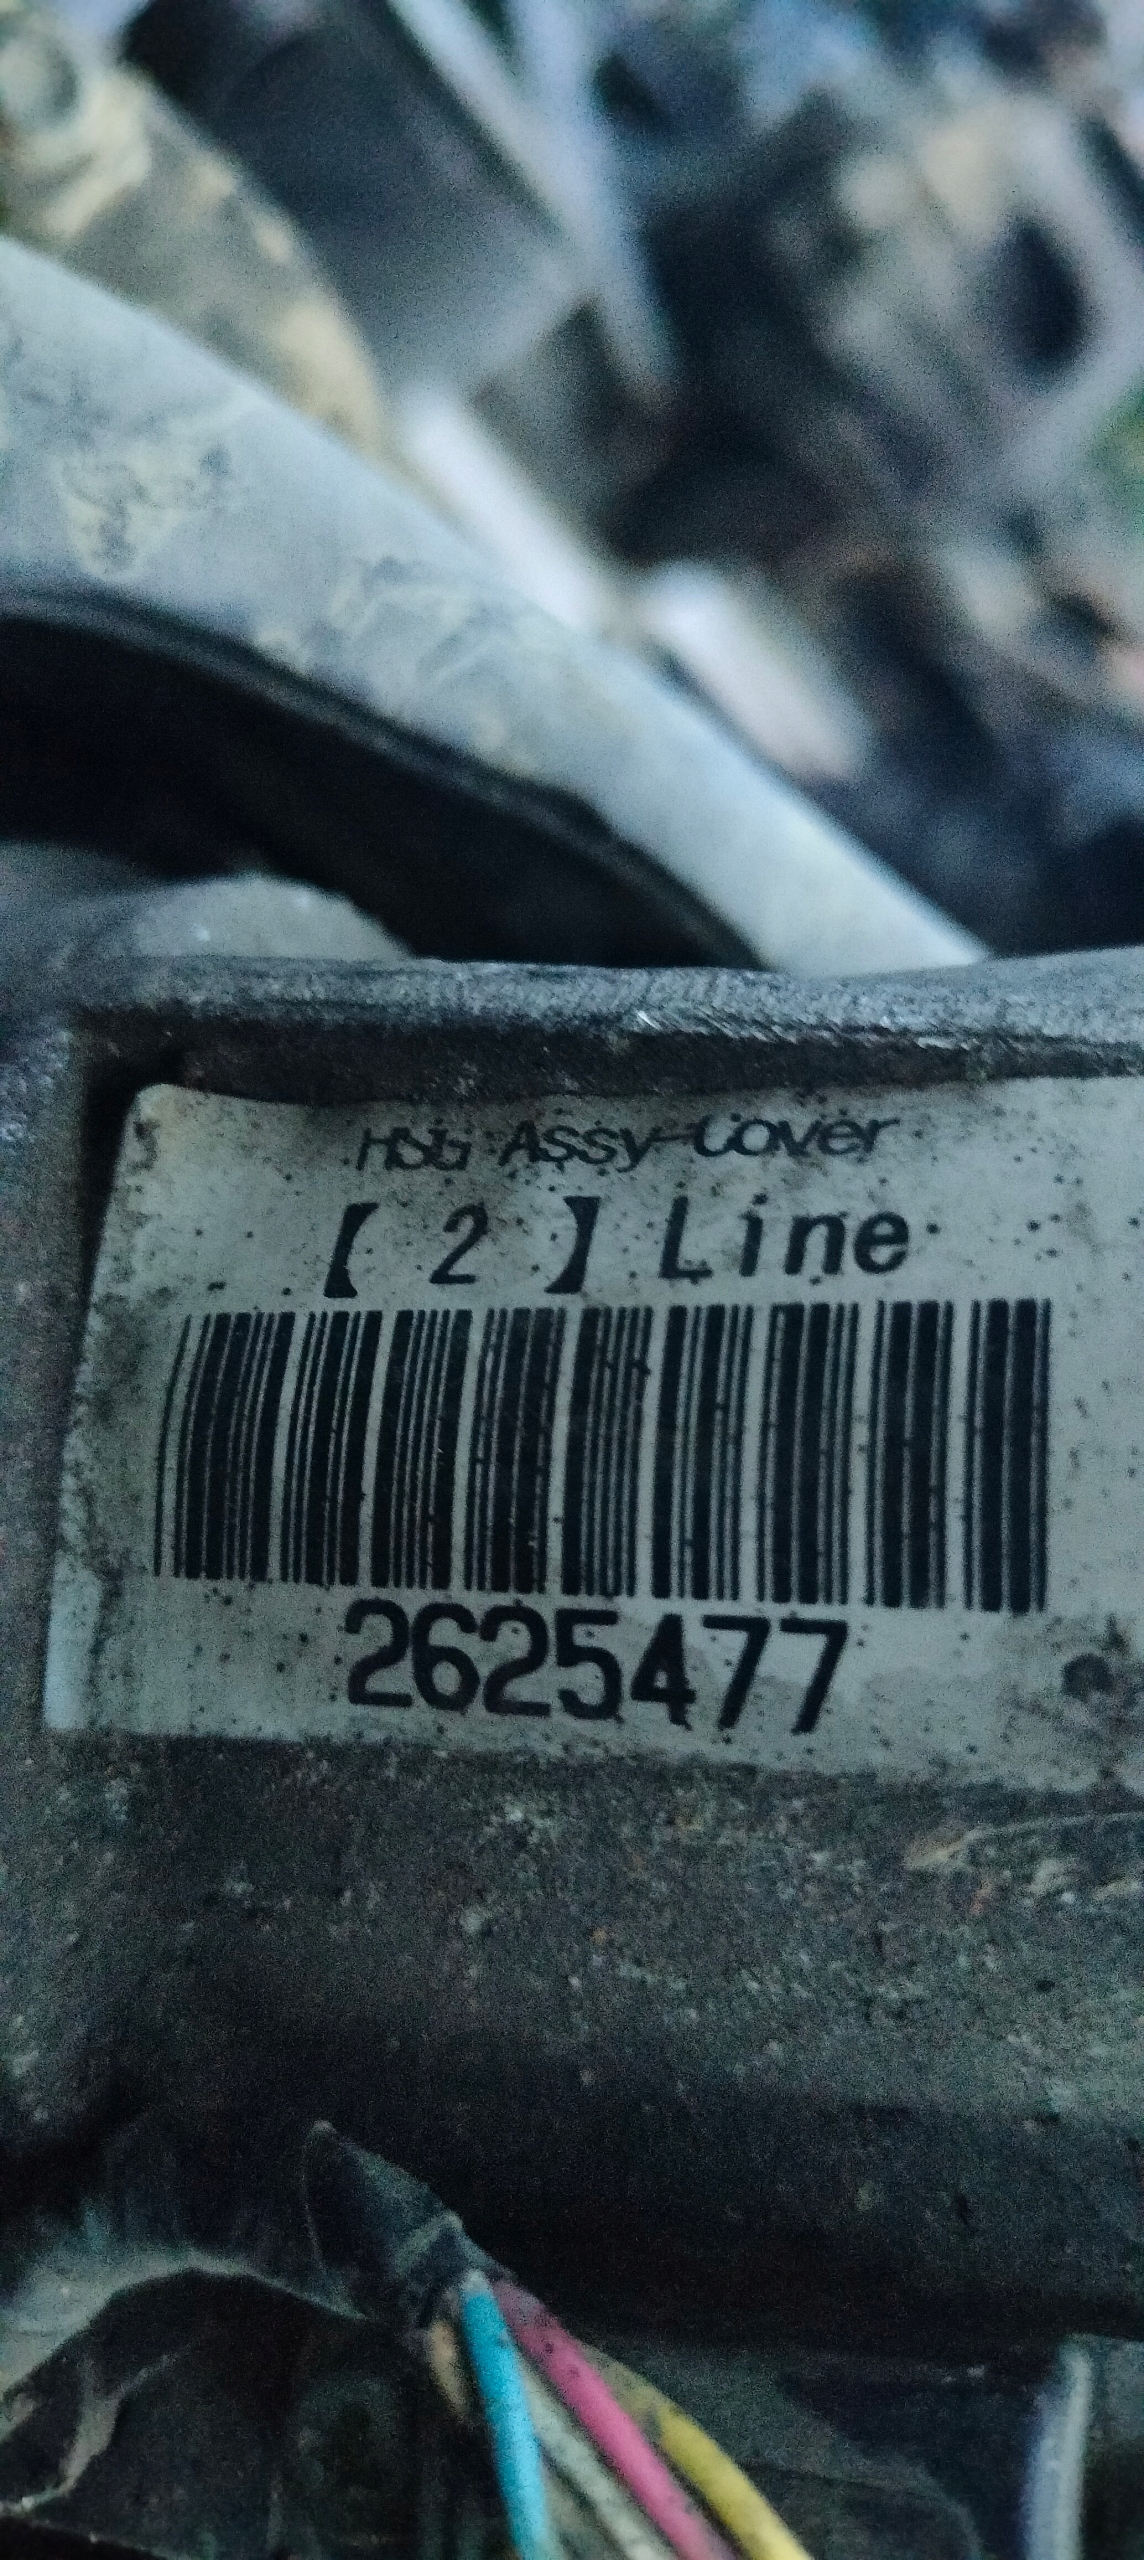 HSG Assy-Cover
【 2 】Line
2625477